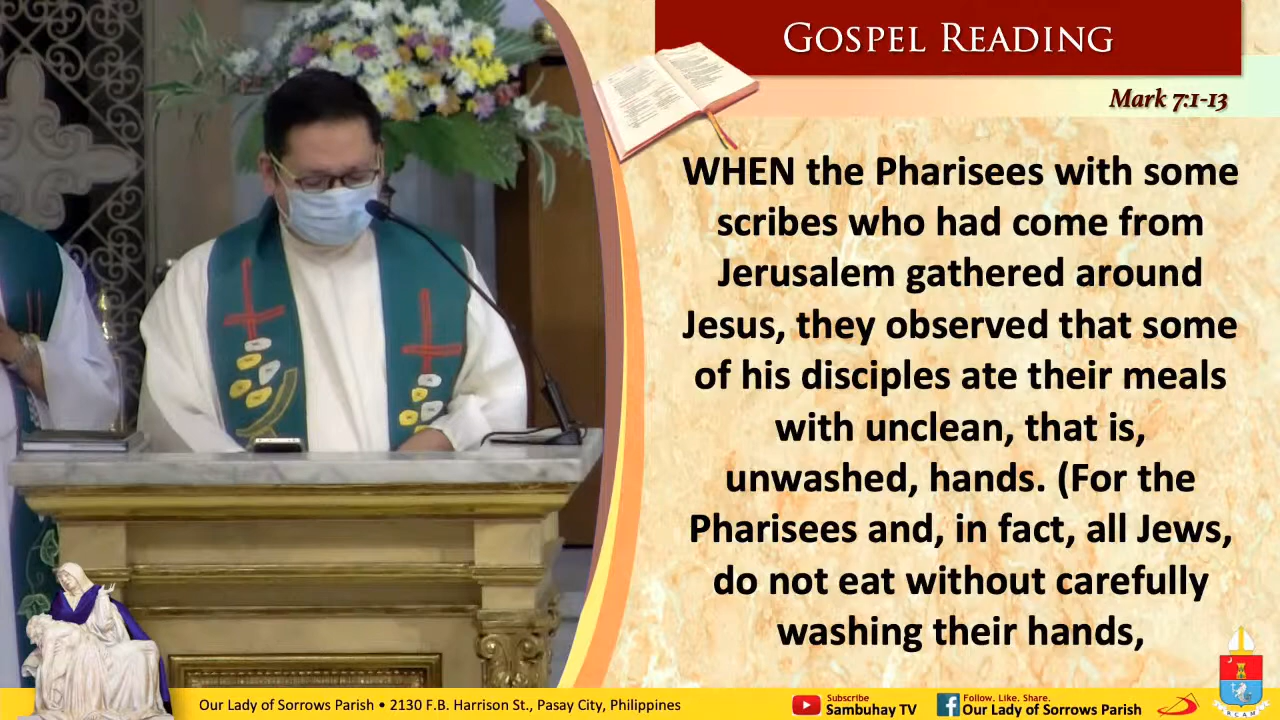 GOSPEL READING
Mark 7:1-13
WHEN the Pharisees with some
scribes who had come from
Jerusalem gathered around
Jesus, they observed that some
of his disciples ate their meals
with unclean, that is,
unwashed, hands. (For the
Pharisees and, in fact, all Jews,
do not eat without carefully
washing their hands,
Our Lady of Sorrows Parish • 2130 F.B. Harrison St., Pasay City, Philippines
Subscribe
Sambuhay TV
Follow. Like. Share.
Our Lady of Sorrows Parish
RCAM